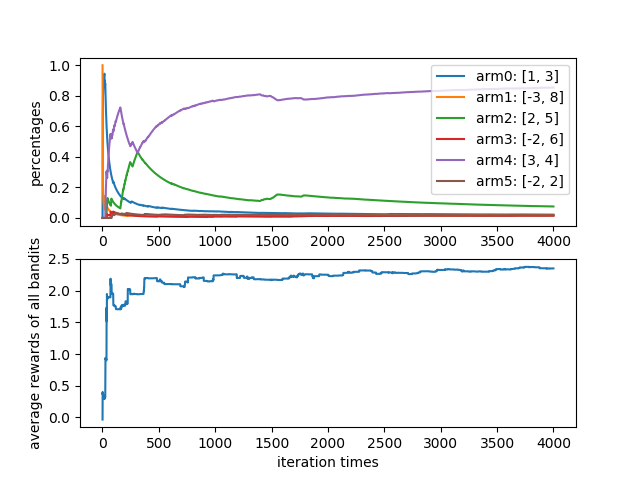 percentages
1.0
0.8
0.6
0.4
0.2
0.0
arm0: [1, 3]
arm1: [-3, 8]
arm2: [2, 5]
arm3: [-2, 6]
arm4: [3, 4]
arm5: [-2, 2]
0 500 1000 1500 2000 2500 3000 3500 4000
average rewards of all bandits
2.5
2.0
1.5
1.0
0.5
0.0
0 500 1000 1500 2000 2500 3000 3500 4000
iteration times